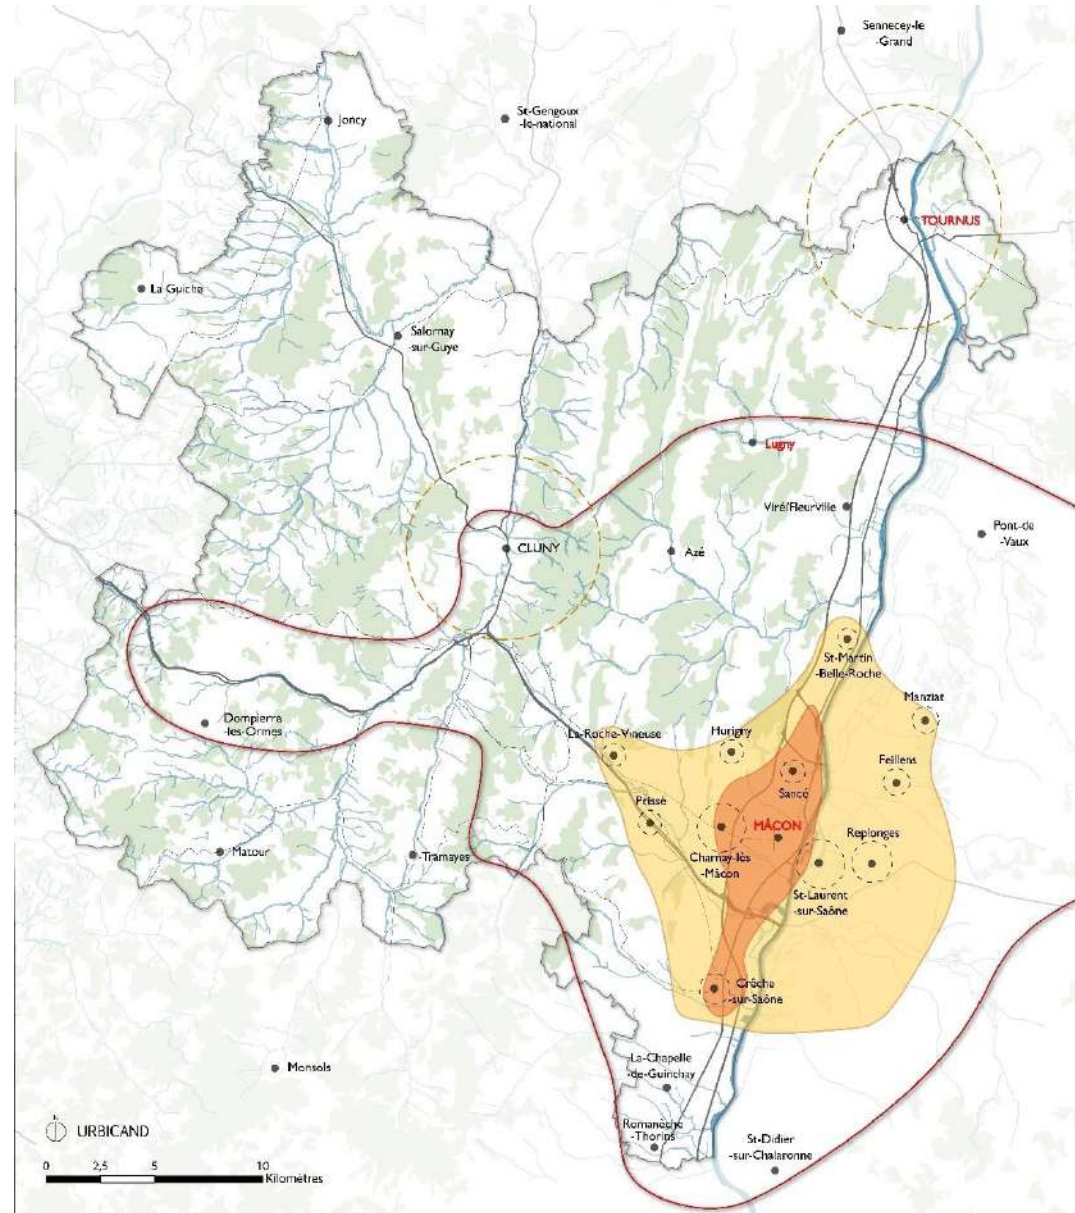 Sennecey-le
-Grand
St-Gengoux
-le-national
Joncy
TOURNUS
La Guiche
Salornay
-sur-Guye
Lugny
Viré/Fleurville
Pont-de
-Vaux
CLUNY
Azé
St-Martin
-Belle-Roche
Manziat
Dompierre
-les-Ormes
La-Roche-Vineuse
Hurigny
Feillens
Sancé
Prissé
MÂCON
Replonges
Matour
Tramayes
Charnay-lès
-Mâcon
St-Laurent
-sur-Saône
Crêche
-sur-Saône
Monsols
La-Chapelle
-de-Guinchay
Romanèche
-Thorins
St-Didier
-sur-Chalaronne
N
URBICAND
0 2,5 5 10
Kilomètres